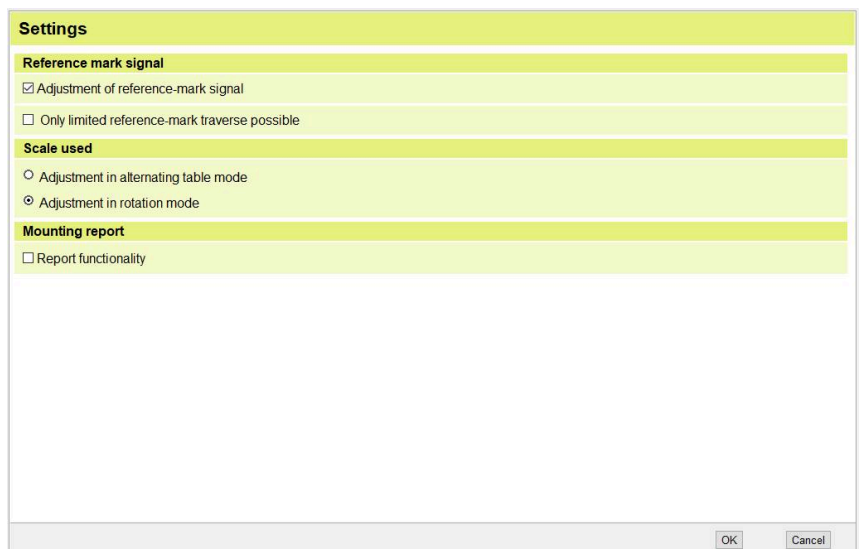 Settings
Reference mark signal
Adjustment of reference-mark signal
Only limited reference-mark traverse possible
Scale used
Adjustment in alternating table mode
Adjustment in rotation mode
Mounting report
Report functionality
OK Cancel